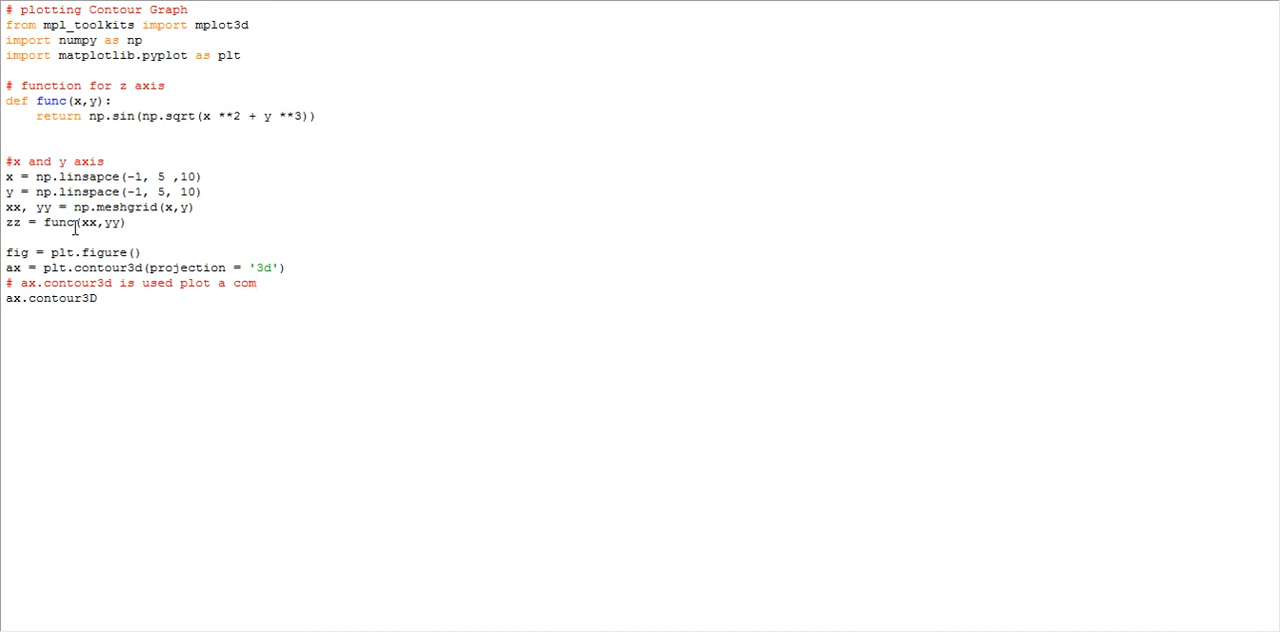 # plotting Contour Graph
from mpl_toolkits import mplot3d
import numpy as np
import matplotlib.pyplot as plt
# function for z axis
def func(x,y):
    return np.sin(np.sqrt(x **2 + y **3))
#x and y axis
x = np.linsapce(-1, 5 ,10)
y = np.linspace(-1, 5, 10)
xx, yy = np.meshgrid(x,y)
zz = func(xx,yy)
fig = plt.figure()
ax = plt.contour3d(projection = '3d')
# ax.contour3d is used plot a com
ax.contour3D